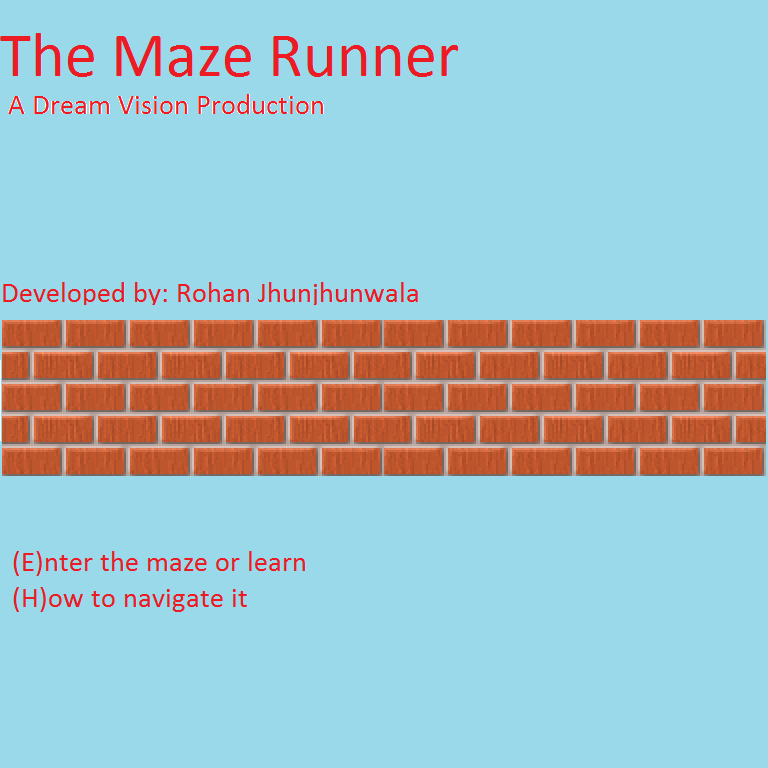 The Maze Runner
A Dream Vision Production
Developed by: Rohan Jhunjhunwala
(E)nter the maze or learn
(H)ow to navigate it